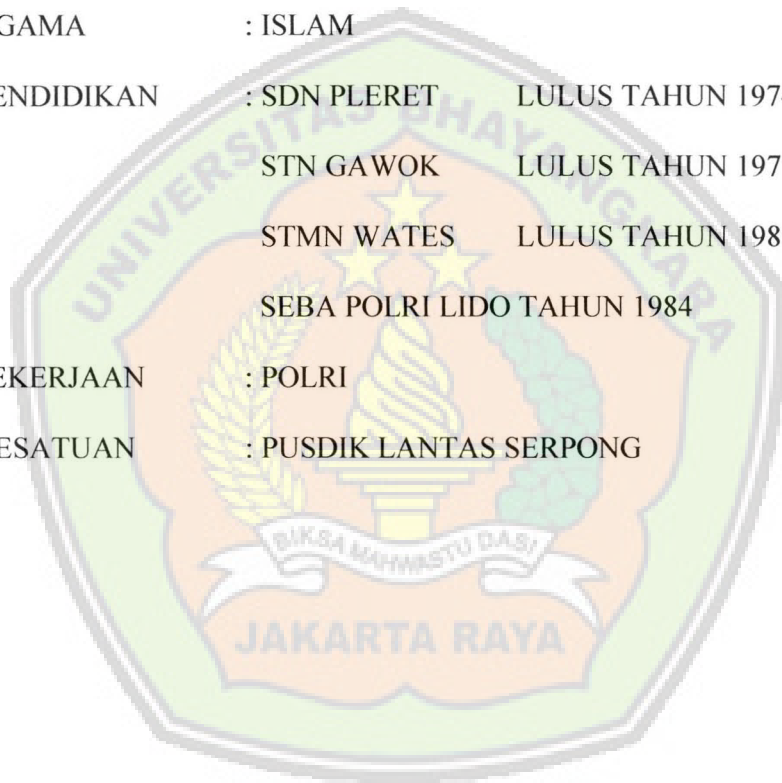 GAMA : ISLAM
ENDIDIKAN : SDN PLERET LULUS TAHUN 197
STN GAWOK LULUS TAHUN 197
STMN WATES LULUS TAHUN 198
SEBA POLRI LIDO TAHUN 1984
EKERJAAN : POLRI
ESATUAN : PUSDIK LANTAS SERPONG
UNIVERSITAS BHAYANGKARA
BIKSA MAHWASTU DASI
JAKARTA RAYA